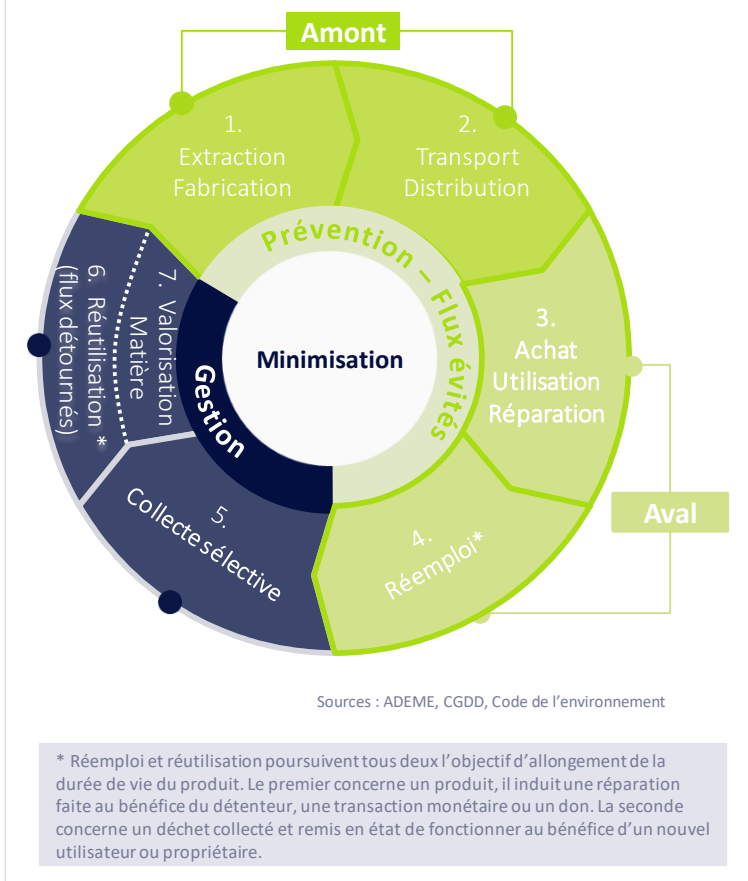 Amont
1.
Extraction
Fabrication
2.
Transport
Distribution
Prévention – Flux évités
3.
Achat
Utilisation
Réparation
Minimisation
Gestion
7. Valorisation
Matière
6. Réutilisation *
(flux détournés)
5.
Collecte sélective
4.
Réemploi*
Aval
Sources : ADEME, CGDD, Code de l'environnement
* Réemploi et réutilisation poursuivent tous deux l'objectif d'allongement de la
durée de vie du produit. Le premier concerne un produit, il induit une réparation
faite au bénéfice du détenteur, une transaction monétaire ou un don. La seconde
concerne un déchet collecté et remis en état de fonctionner au bénéfice d'un nouvel
utilisateur ou propriétaire.